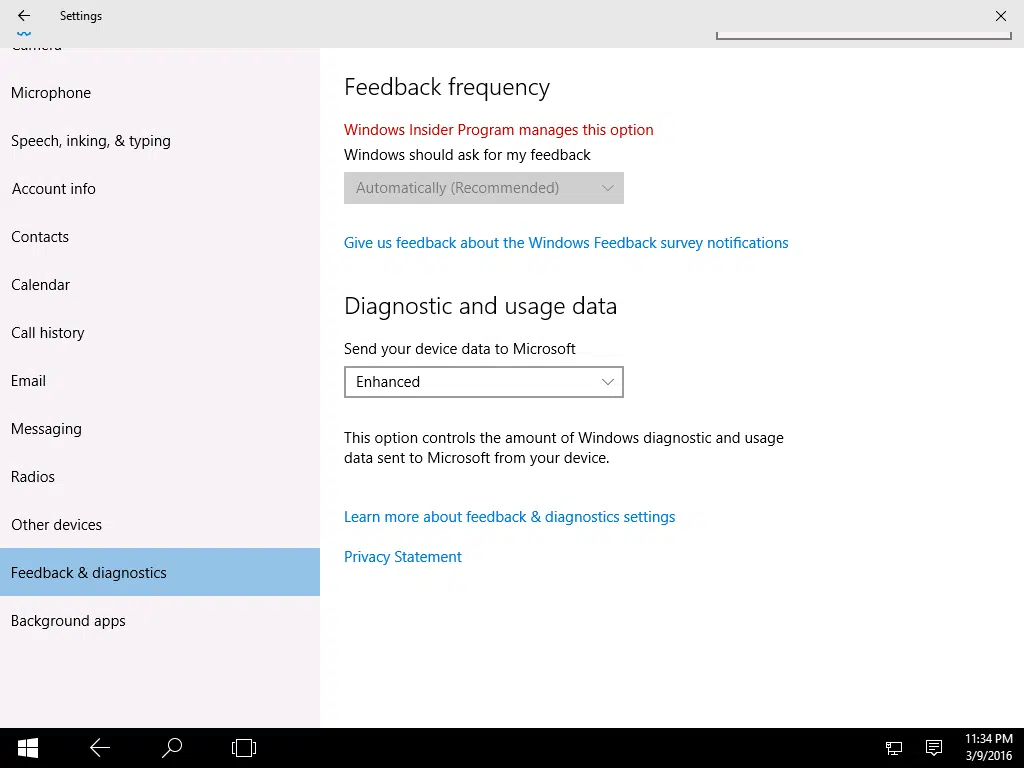 Settings
Camera
Microphone
Speech, inking, & typing
Account info
Contacts
Calendar
Call history
Email
Messaging
Radios
Other devices
Feedback & diagnostics
Background apps
Feedback frequency
Windows Insider Program manages this option
Windows should ask for my feedback
Automatically (Recommended)
Give us feedback about the Windows Feedback survey notifications
Diagnostic and usage data
Send your device data to Microsoft
Enhanced
This option controls the amount of Windows diagnostic and usage
data sent to Microsoft from your device.
Learn more about feedback & diagnostics settings
Privacy Statement
11:34 PM
3/9/2016